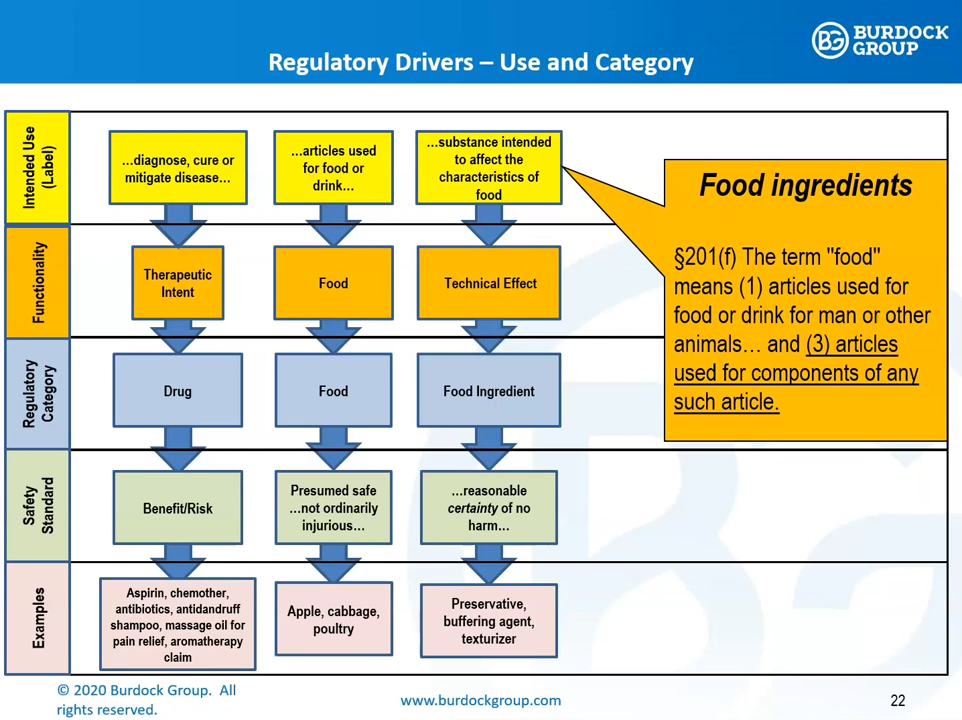 BURDOCK
GROUP
Regulatory Drivers – Use and Category
Intended Use
(Label)
…diagnose, cure or
mitigate disease…
…articles used
for food or
drink…
…substance intended
to affect the
characteristics of
food
Food ingredients
§201(f) The term "food"
means (1) articles used for
food or drink for man or other
animals… and (3) articles
used for components of any
such article.
Functionality
Therapeutic
Intent
Food
Technical Effect
Regulatory
Category
Drug
Food
Food Ingredient
Safety
Standard
Benefit/Risk
Presumed safe
…not ordinarily
injurious…
…reasonable
certainty of no
harm…
Examples
Aspirin, chemother,
antibiotics, antidandruff
shampoo, massage oil for
pain relief, aromatherapy
claim
Apple, cabbage,
poultry
Preservative,
buffering agent,
texturizer
© 2020 Burdock Group. All
rights reserved.
www.burdockgroup.com
22